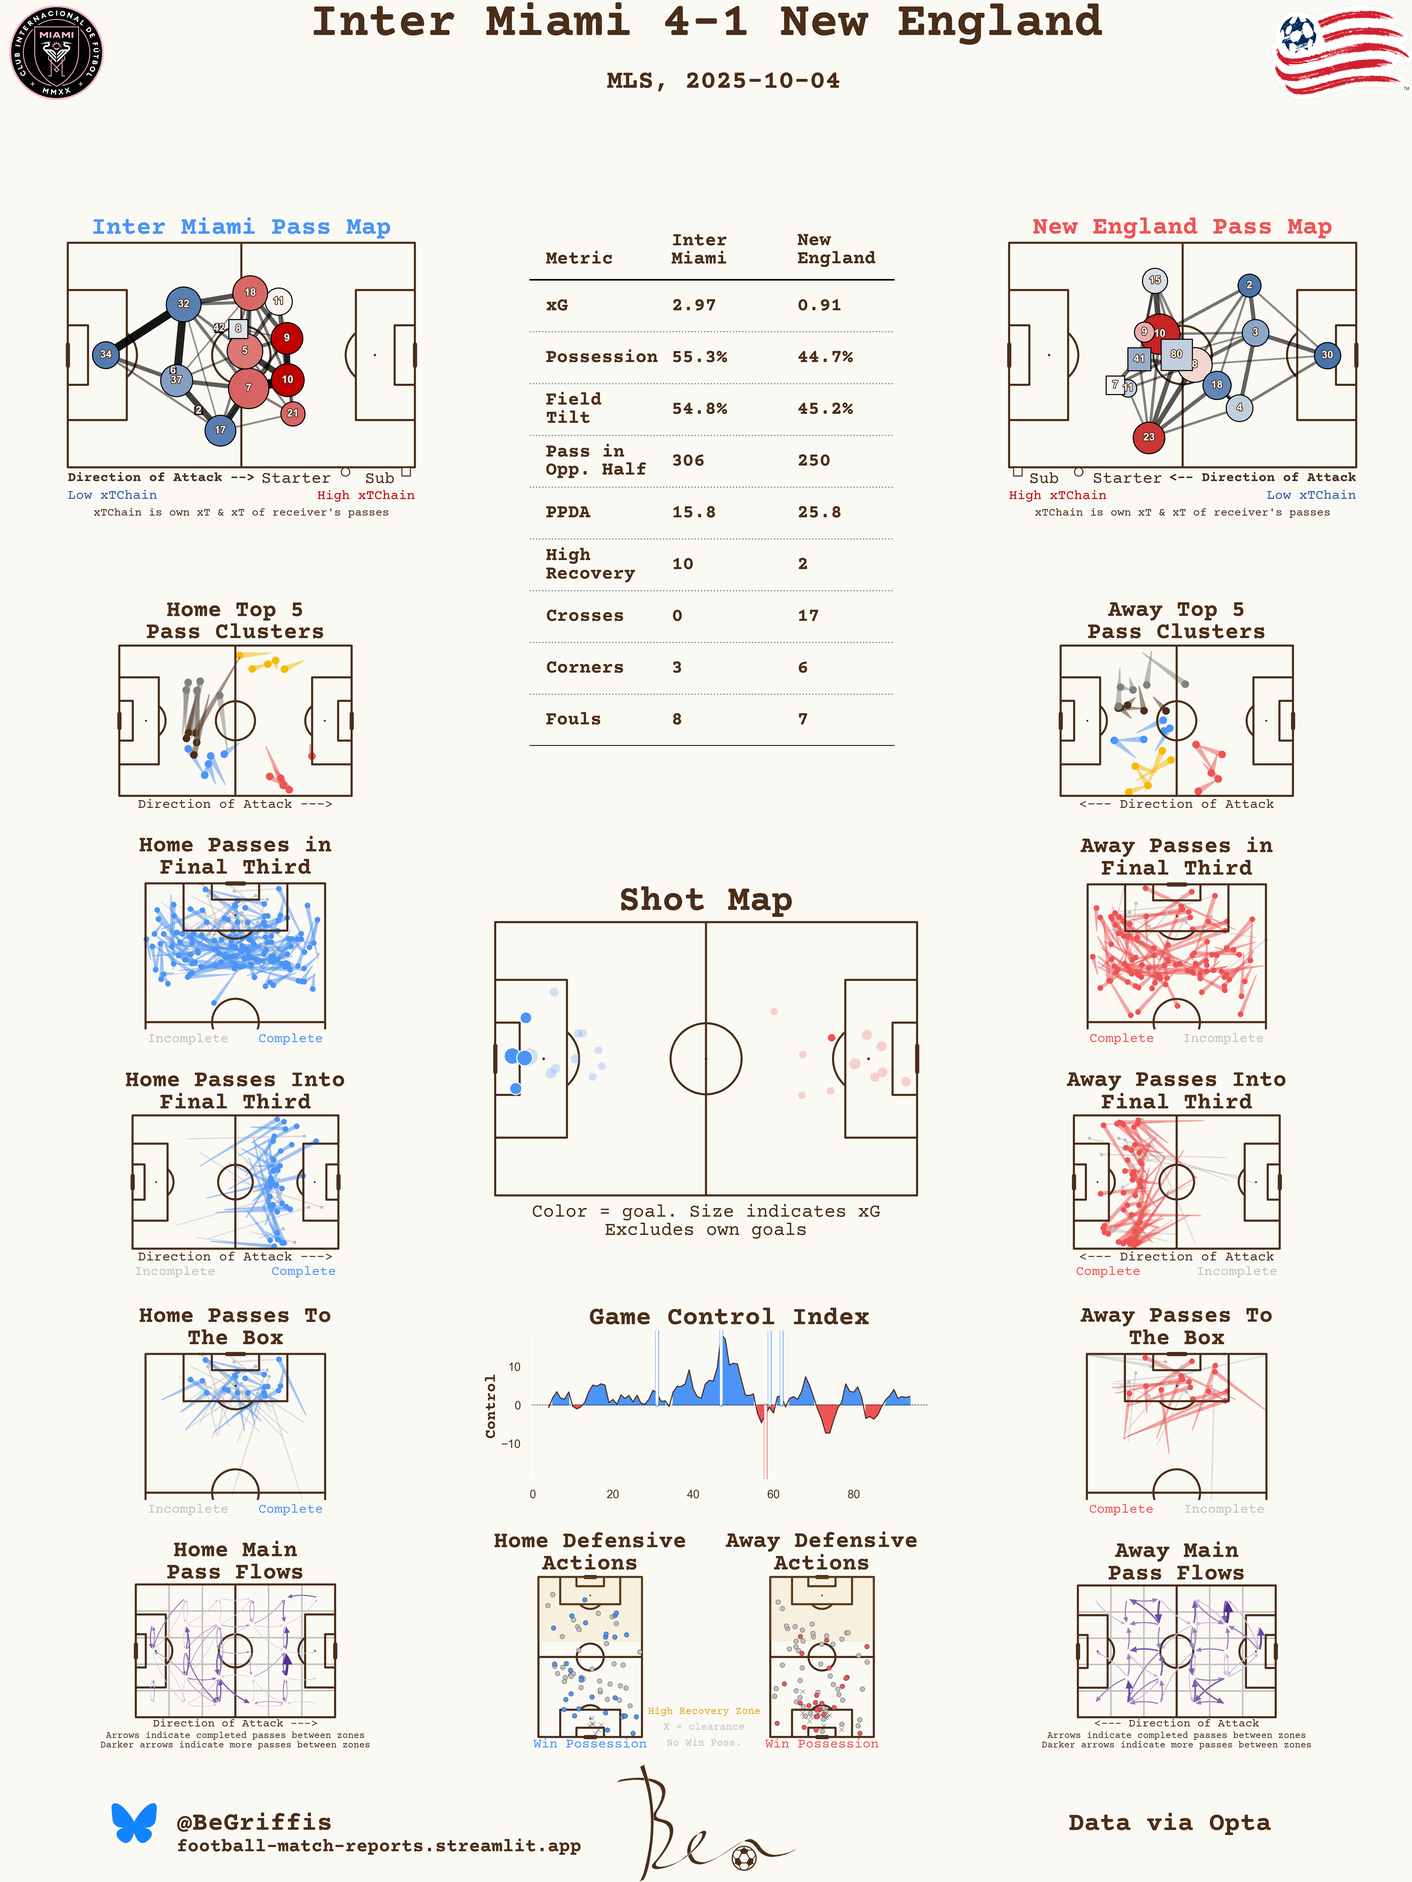 Inter Miami 4-1 New England
MLS, 2025-10-04
CLUB INTERNACIONAL DE FÚTBOL
MIAMI
MMXX
TM
Inter Miami Pass Map
34
32
6
37
2
17
42
8
18
11
5
9
7
10
21
Direction of Attack --> Starter Sub
Low xTChain High xTChain
xTChain is own xT & xT of receiver's passes
Metric Inter Miami New England
xG 2.97 0.91
Possession 55.3% 44.7%
Field Tilt 54.8% 45.2%
Pass in Opp. Half 306 250
PPDA 15.8 25.8
High Recovery 10 2
Crosses 0 17
Corners 3 6
Fouls 8 7
New England Pass Map
15
2
9
10
3
41
80
8
30
7
11
18
4
23
Sub Starter <-- Direction of Attack
High xTChain Low xTChain
xTChain is own xT & xT of receiver's passes
Home Top 5
Pass Clusters
Direction of Attack --->
Away Top 5
Pass Clusters
<--- Direction of Attack
Home Passes in
Final Third
Incomplete Complete
Away Passes in
Final Third
Complete Incomplete
Shot Map
Color = goal. Size indicates xG
Excludes own goals
Home Passes Into
Final Third
Direction of Attack --->
Incomplete Complete
Away Passes Into
Final Third
<--- Direction of Attack
Complete Incomplete
Home Passes To
The Box
Incomplete Complete
Game Control Index
Control
10
0
−10
0 20 40 60 80
Away Passes To
The Box
Complete Incomplete
Home Main
Pass Flows
Direction of Attack --->
Arrows indicate completed passes between zones
Darker arrows indicate more passes between zones
Home Defensive
Actions
Win Possession
Away Defensive
Actions
Win Possession
High Recovery Zone
X = clearance
No Win Poss.
Away Main
Pass Flows
<--- Direction of Attack
Arrows indicate completed passes between zones
Darker arrows indicate more passes between zones
@BeGriffis
football-match-reports.streamlit.app
Ben
Data via Opta